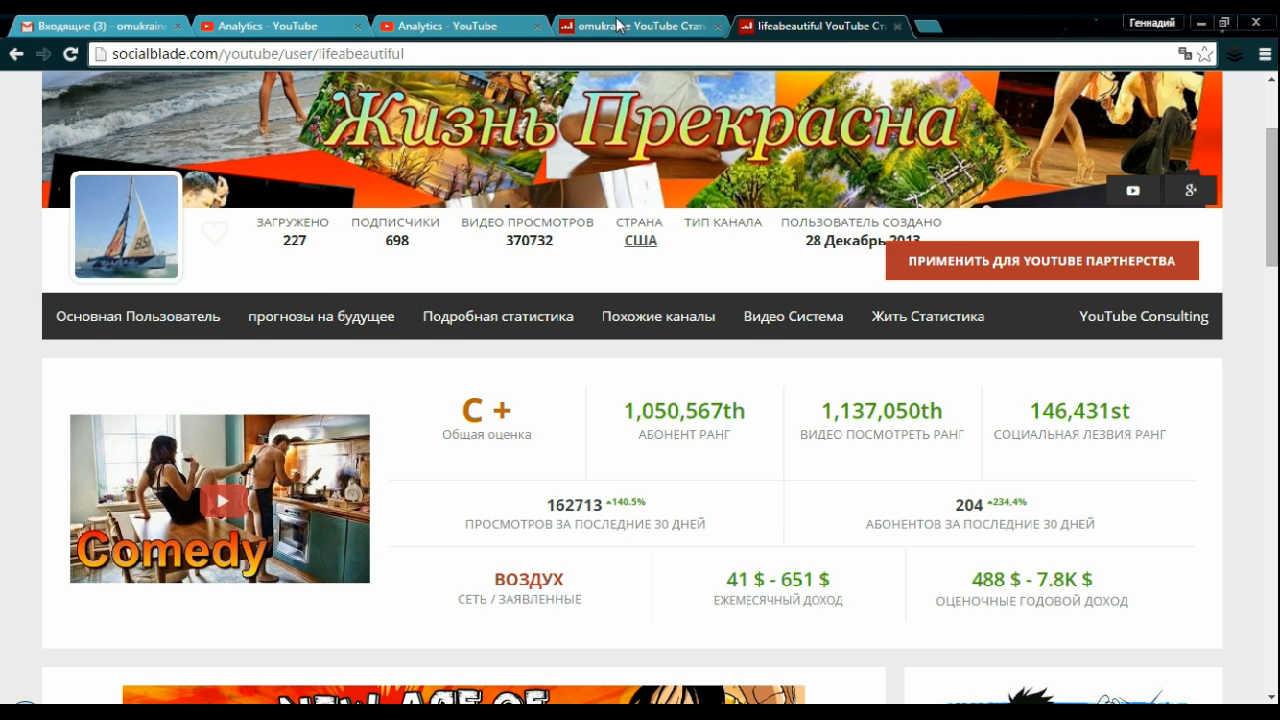 Входящие (3) - omukrain
Analytics - YouTube
Analytics - YouTube
omukraine YouTube Стат
lifeabeautiful YouTube Ст
Геннадий
socialblade.com/youtube/user/lifeabeautiful
Жизнь Прекрасна
ЗАГРУЖЕНО
227
ПОДПИСЧИКИ
698
ВИДЕО ПРОСМОТРОВ
370732
СТРАНА
США
ТИП КАНАЛА
ПОЛЬЗОВАТЕЛЬ СОЗДАНО
28 Декабрь 2013
ПРИМЕНИТЬ ДЛЯ YOUTUBE ПАРТНЕРСТВА
Основная Пользователь
прогнозы на будущее
Подробная статистика
Похожие каналы
Видео Система
Жить Статистика
YouTube Consulting
C +
Общая оценка
1,050,567th
АБОНЕНТ РАНГ
1,137,050th
ВИДЕО ПОСМОТРЕТЬ РАНГ
146,431st
СОЦИАЛЬНАЯ ЛЕЗВИЯ РАНГ
162713 140.5%
ПРОСМОТРОВ ЗА ПОСЛЕДНИЕ 30 ДНЕЙ
204 234,4%
АБОНЕНТОВ ЗА ПОСЛЕДНИЕ 30 ДНЕЙ
Comedy
ВОЗДУХ
СЕТЬ / ЗАЯВЛЕННЫЕ
41 $ - 651 $
ЕЖЕМЕСЯЧНЫЙ ДОХОД
488 $ - 7.8K $
ОЦЕНОЧНЫЕ ГОДОВОЙ ДОХОД
NEW AGE OF